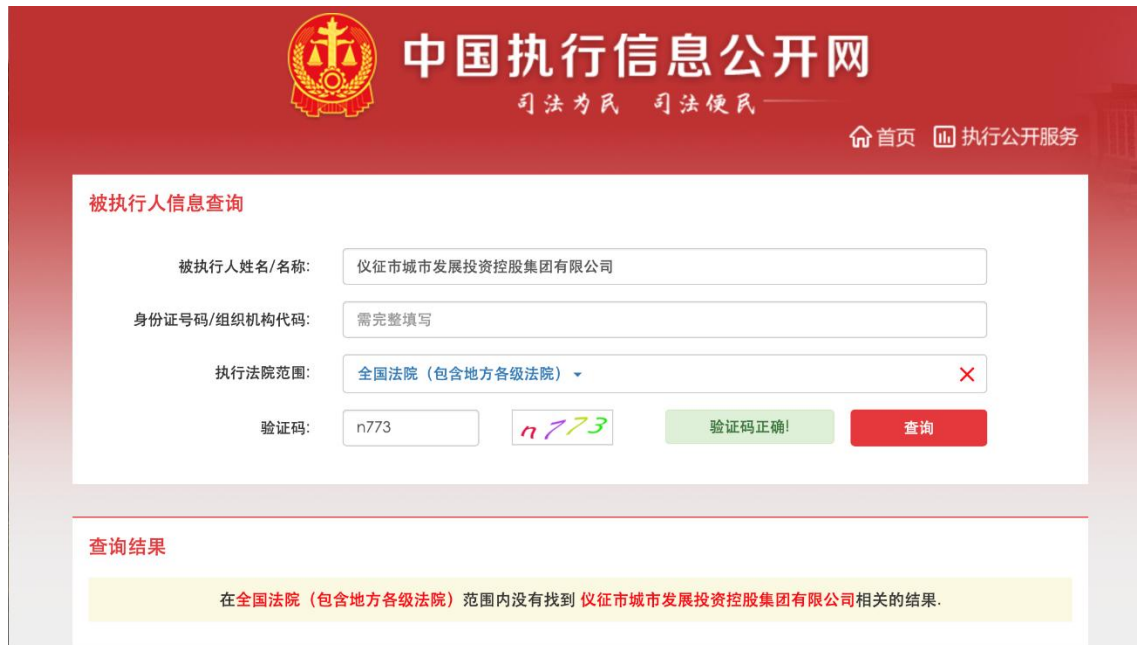 中国执行信息公开网
司法为民 司法便民
首页 执行公开服务
被执行人信息查询
被执行人姓名/名称: 仪征市城市发展投资控股集团有限公司
身份证号码/组织机构代码: 需完整填写
执行法院范围: 全国法院（包含地方各级法院）
验证码: n773 n773 验证码正确! 查询
查询结果
在全国法院（包含地方各级法院）范围内没有找到 仪征市城市发展投资控股集团有限公司相关的结果.